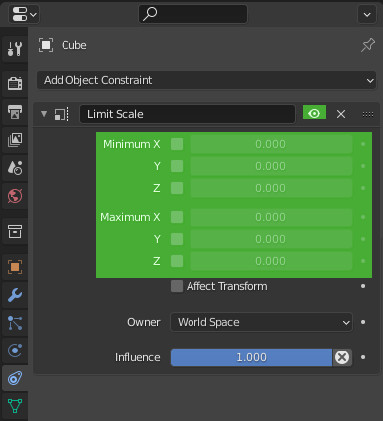 Cube
Add Object Constraint
Limit Scale
Minimum X 0.000
Y 0.000
Z 0.000
Maximum X 0.000
Y 0.000
Z 0.000
Affect Transform
Owner World Space
Influence 1.000